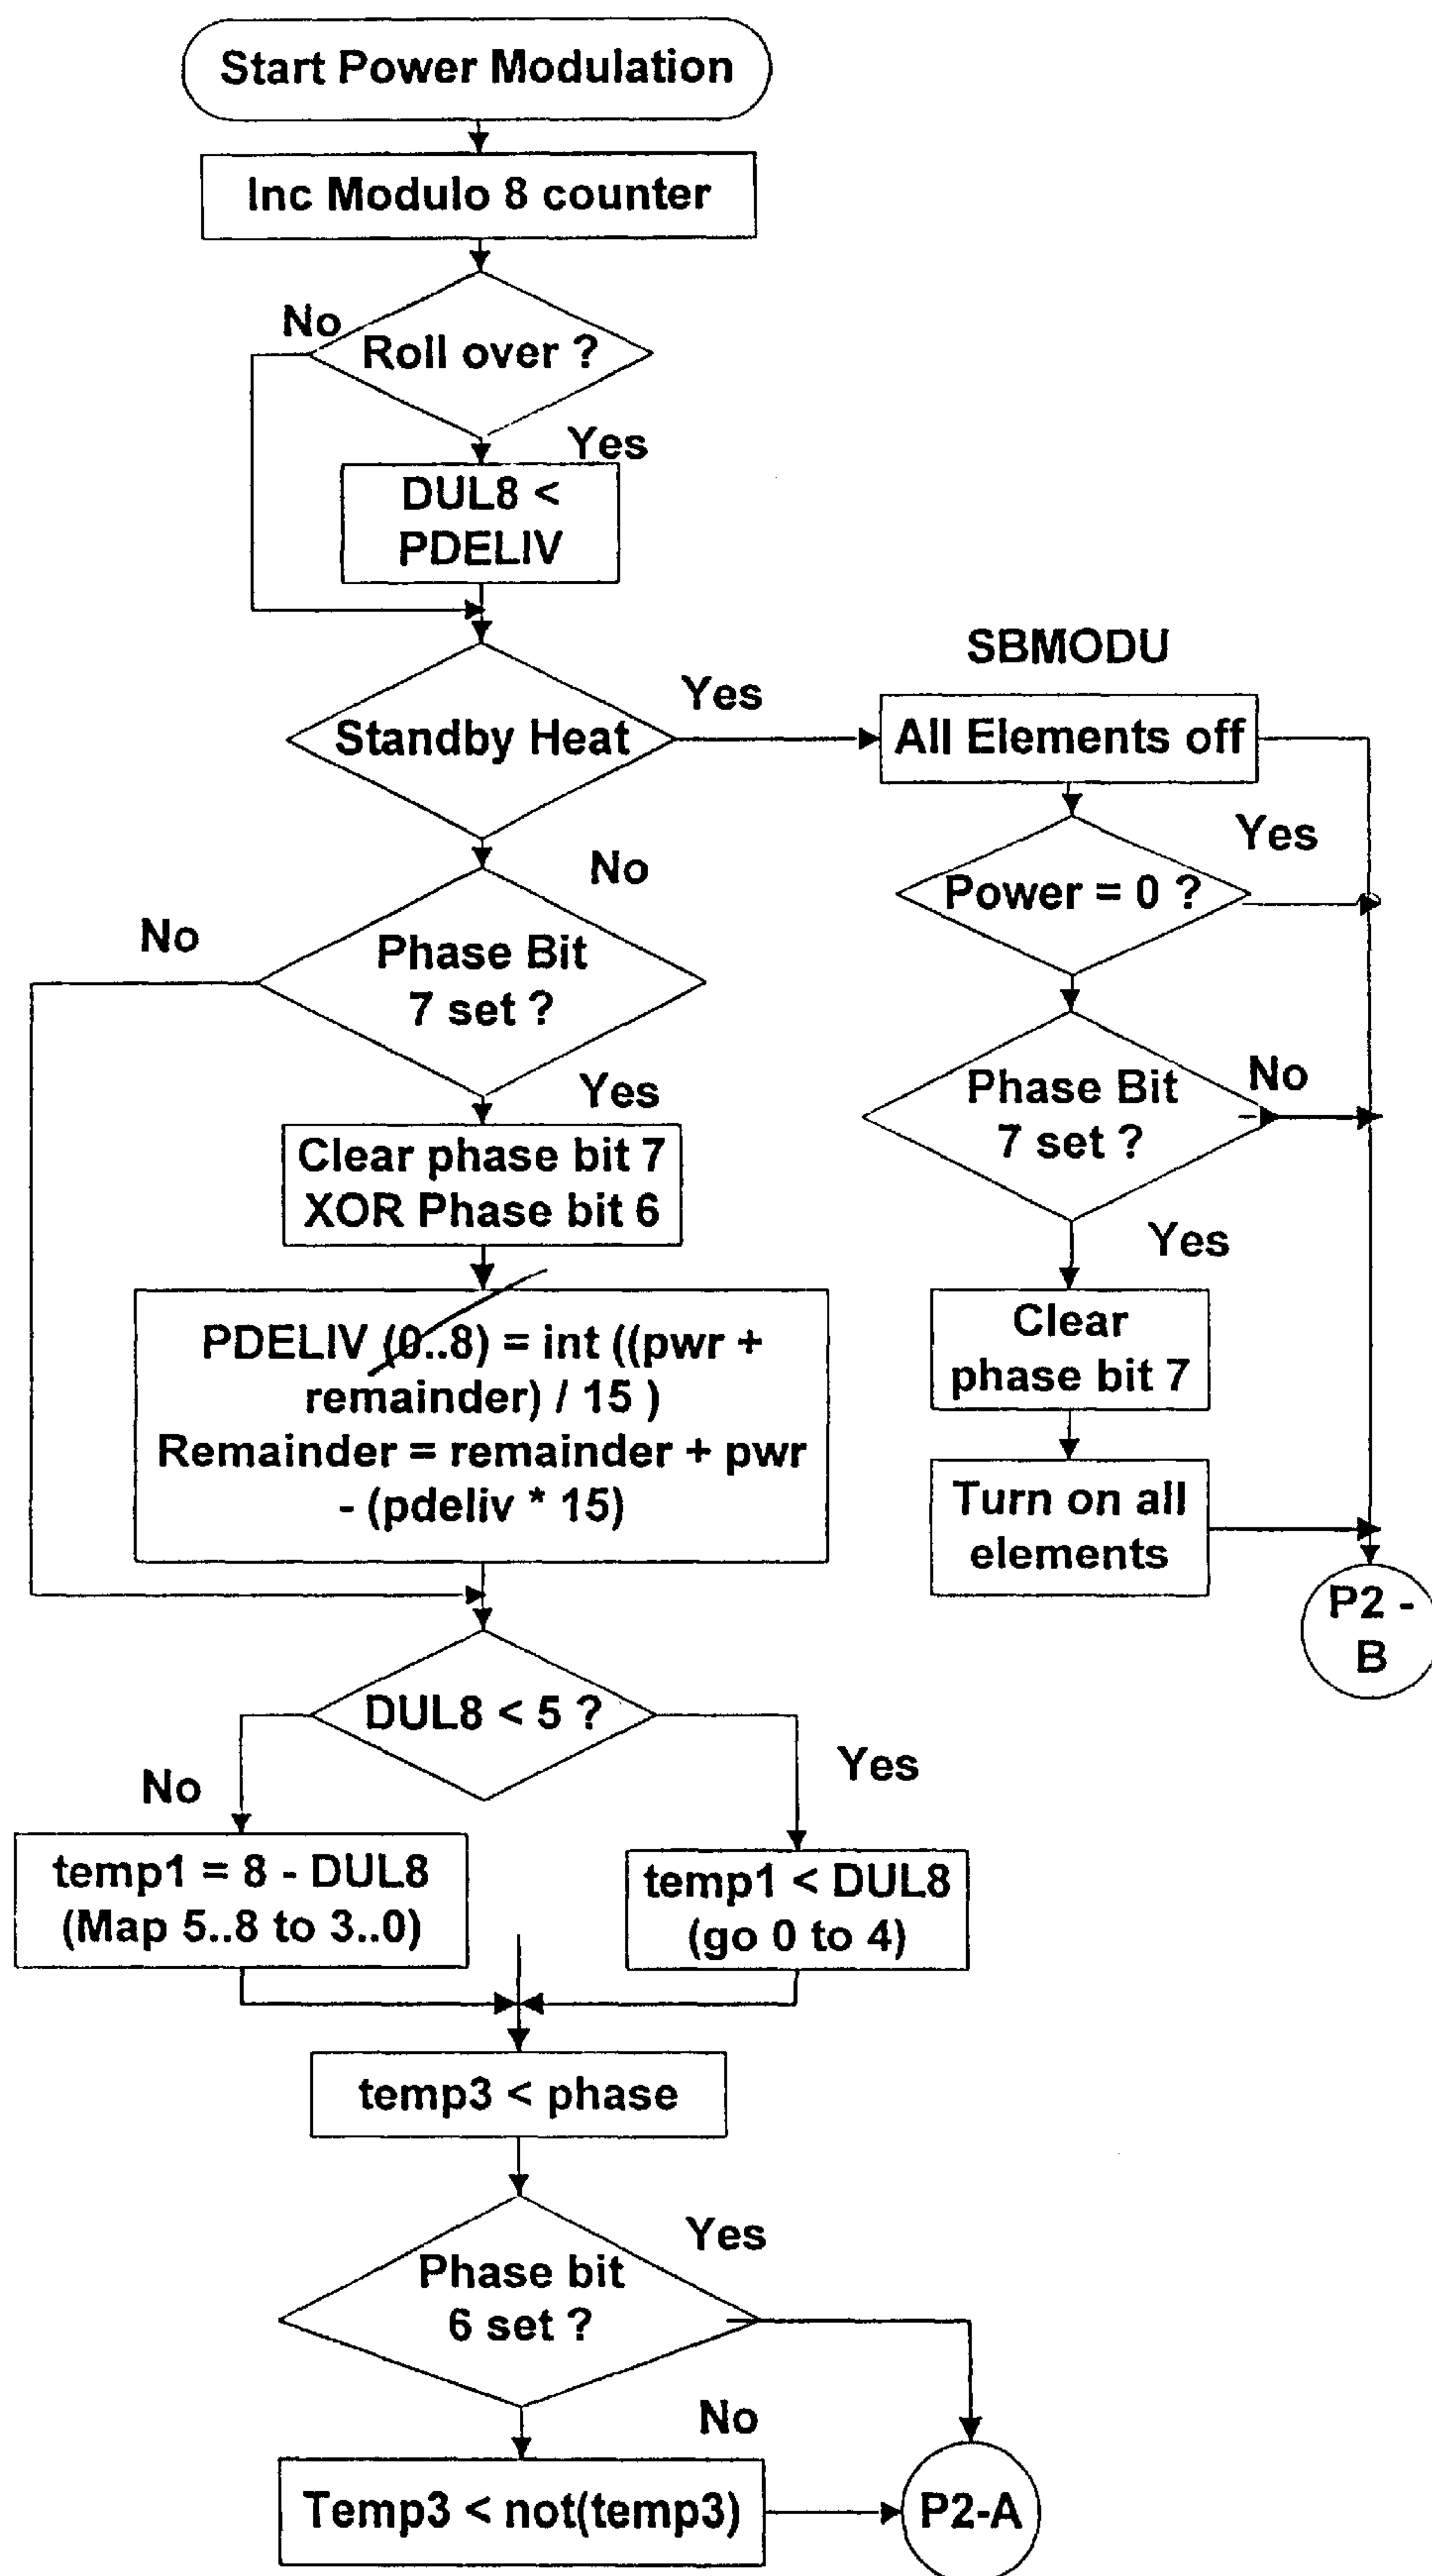 Start Power Modulation
Inc Modulo 8 counter
No
Roll over ?
Yes
DUL8 <
PDELIV
SBMODU
Standby Heat
Yes
All Elements off
No
Yes
Power = 0 ?
No
Phase Bit
7 set ?
Yes
Phase Bit
7 set ?
No
Clear phase bit 7
XOR Phase bit 6
Yes
Clear
phase bit 7
PDELIV (0..8) = int ((pwr +
remainder) / 15 )
Remainder = remainder + pwr
- (pdeliv * 15)
Turn on all
elements
P2 -
B
DUL8 < 5 ?
No
Yes
temp1 = 8 - DUL8
(Map 5..8 to 3..0)
temp1 < DUL8
(go 0 to 4)
temp3 < phase
Phase bit
6 set ?
Yes
No
Temp3 < not(temp3)
P2-A